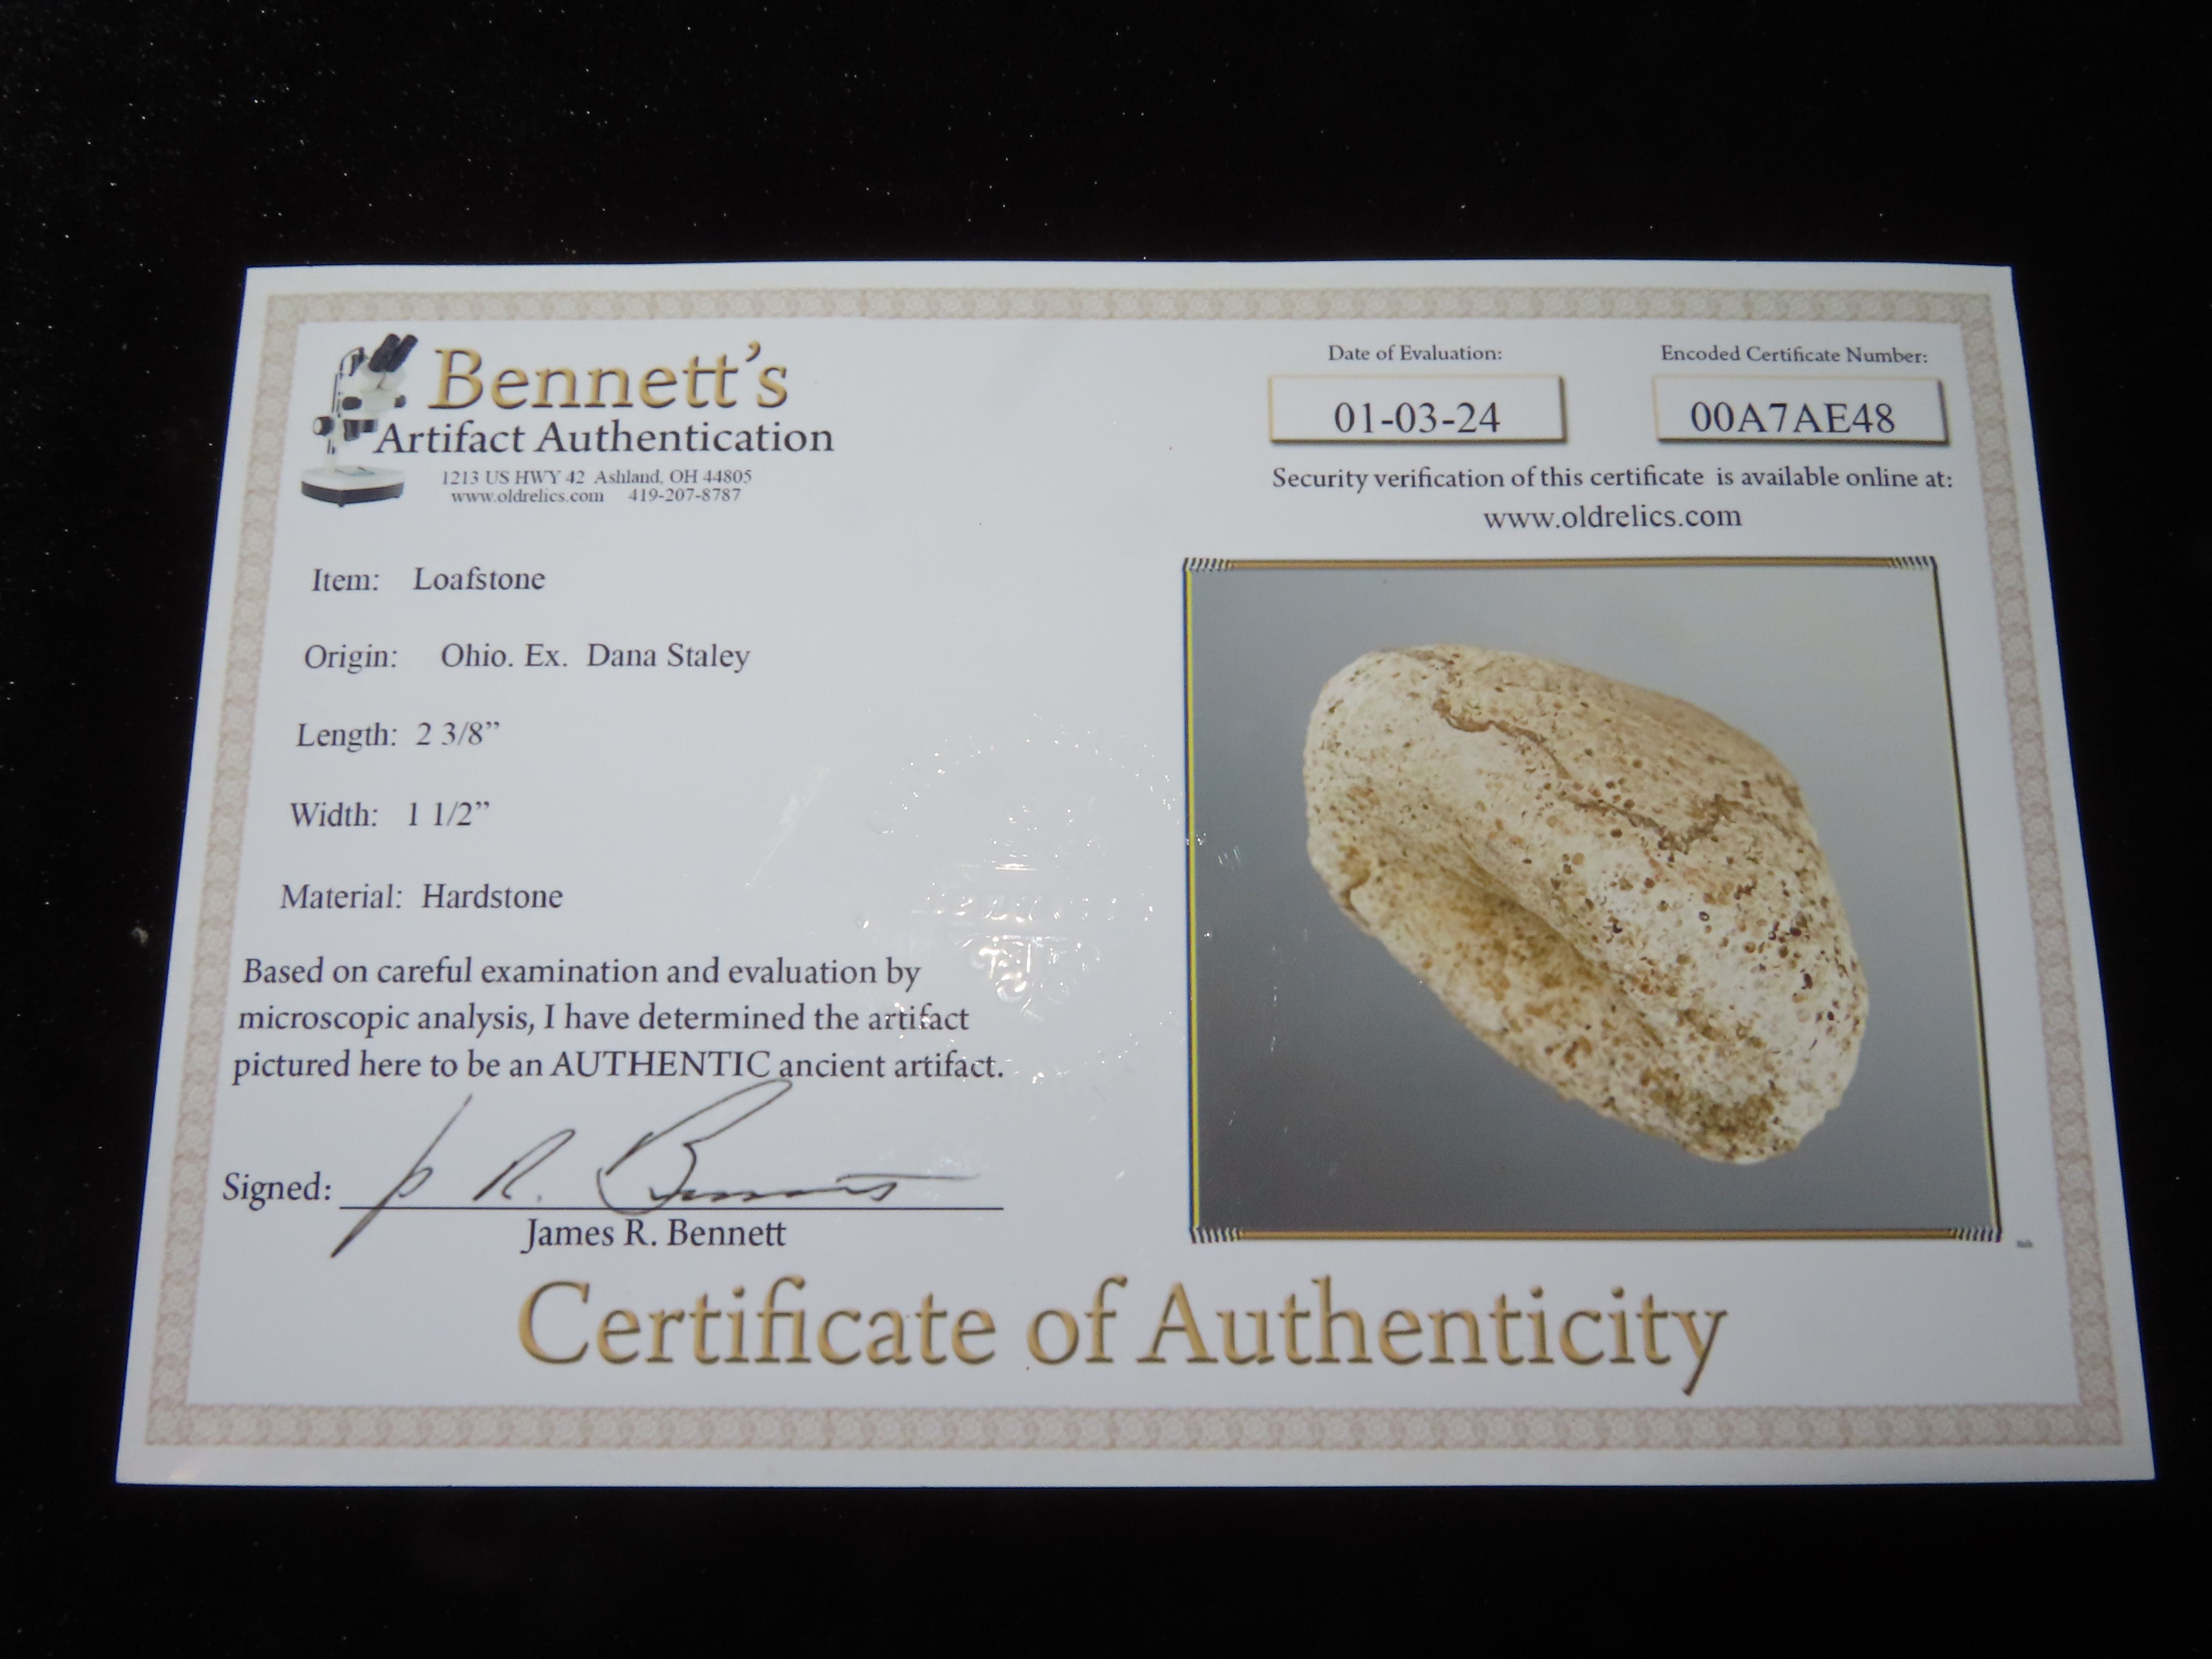 Bennett's
Artifact Authentication
1213 US HWY 42 Ashland, OH 44805
www.oldrelics.com 419-207-8787
Date of Evaluation:
01-03-24
Encoded Certificate Number:
00A7AE48
Security verification of this certificate is available online at:
www.oldrelics.com
Item: Loafstone
Origin: Ohio. Ex. Dana Staley
Length: 2 3/8”
Width: 1 1/2”
Material: Hardstone
Based on careful examination and evaluation by
microscopic analysis, I have determined the artifact
pictured here to be an AUTHENTIC ancient artifact.
Signed: J R. Bennett
James R. Bennett
Certificate of Authenticity